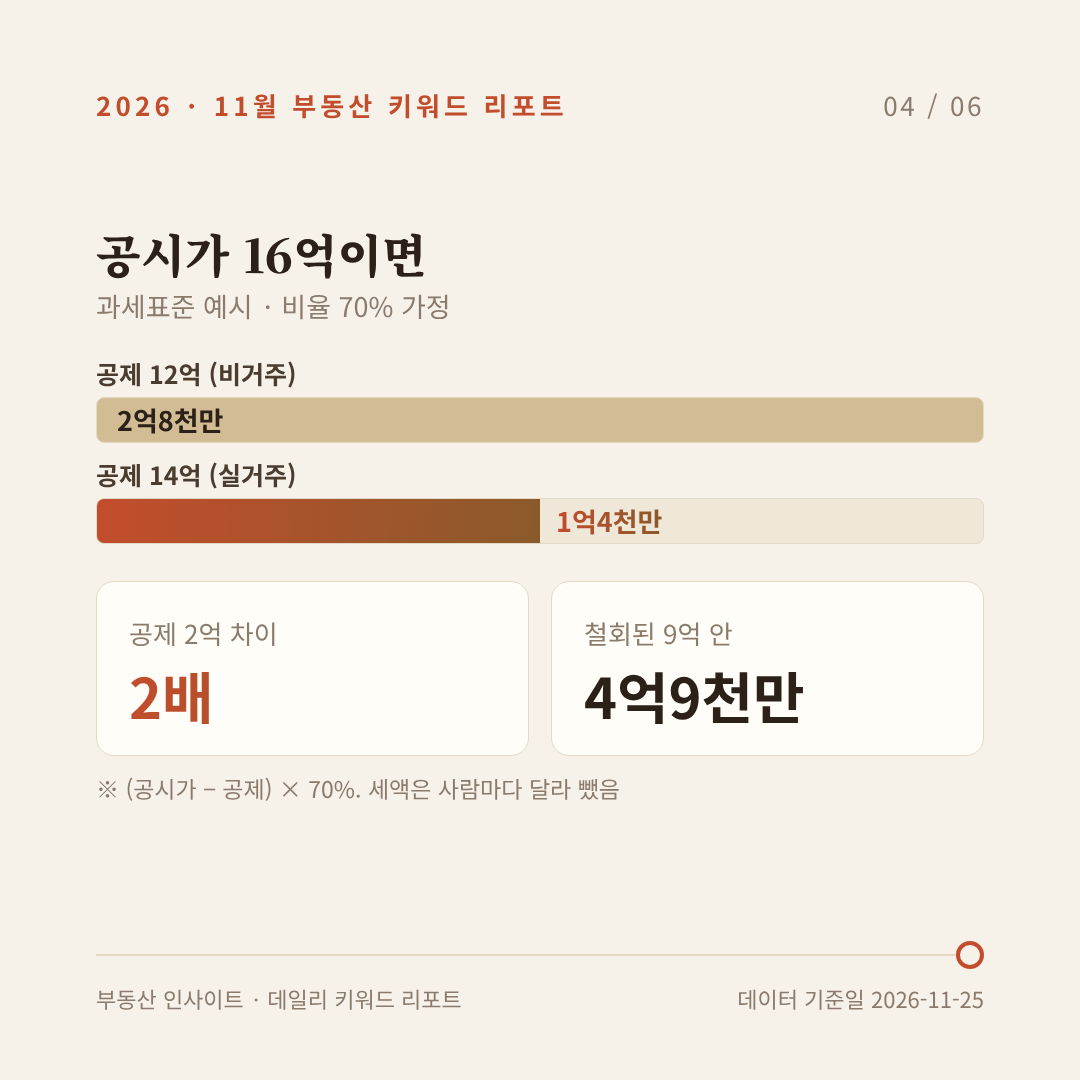 2026 · 11월 부동산 키워드 리포트
04 / 06
공시가 16억이면
과세표준 예시 · 비율 70% 가정
공제 12억 (비거주)
2억8천만
공제 14억 (실거주)
1억4천만
공제 2억 차이
2배
철회된 9억 안
4억9천만
※ (공시가 − 공제) × 70%. 세액은 사람마다 달라 뺐음
부동산 인사이트 · 데일리 키워드 리포트
데이터 기준일 2026-11-25